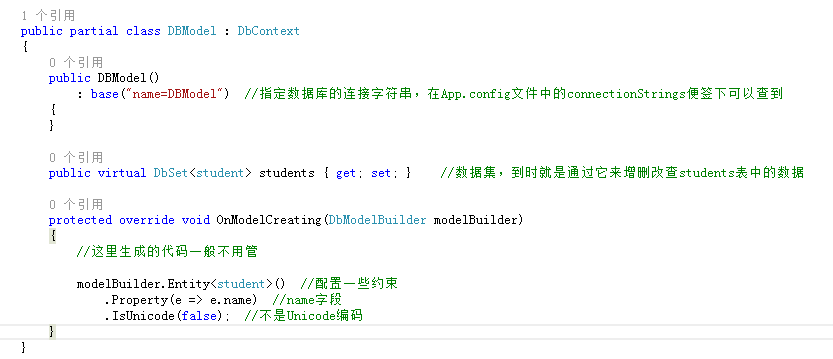 1 个引用
public partial class DBModel : DbContext
{
0 个引用
public DBModel()
: base("name=DBModel") //指定数据库的连接字符串，在App.config文件中的connectionStrings便签下可以查到
{
}
0 个引用
public virtual DbSet<student> students { get; set; } //数据集，到时就是通过它来增删改查students表中的数据
0 个引用
protected override void OnModelCreating(DbModelBuilder modelBuilder)
{
//这里生成的代码一般不用管
modelBuilder.Entity<student>() //配置一些约束
.Property(e => e.name) //name字段
.IsUnicode(false); //不是Unicode编码
}
}